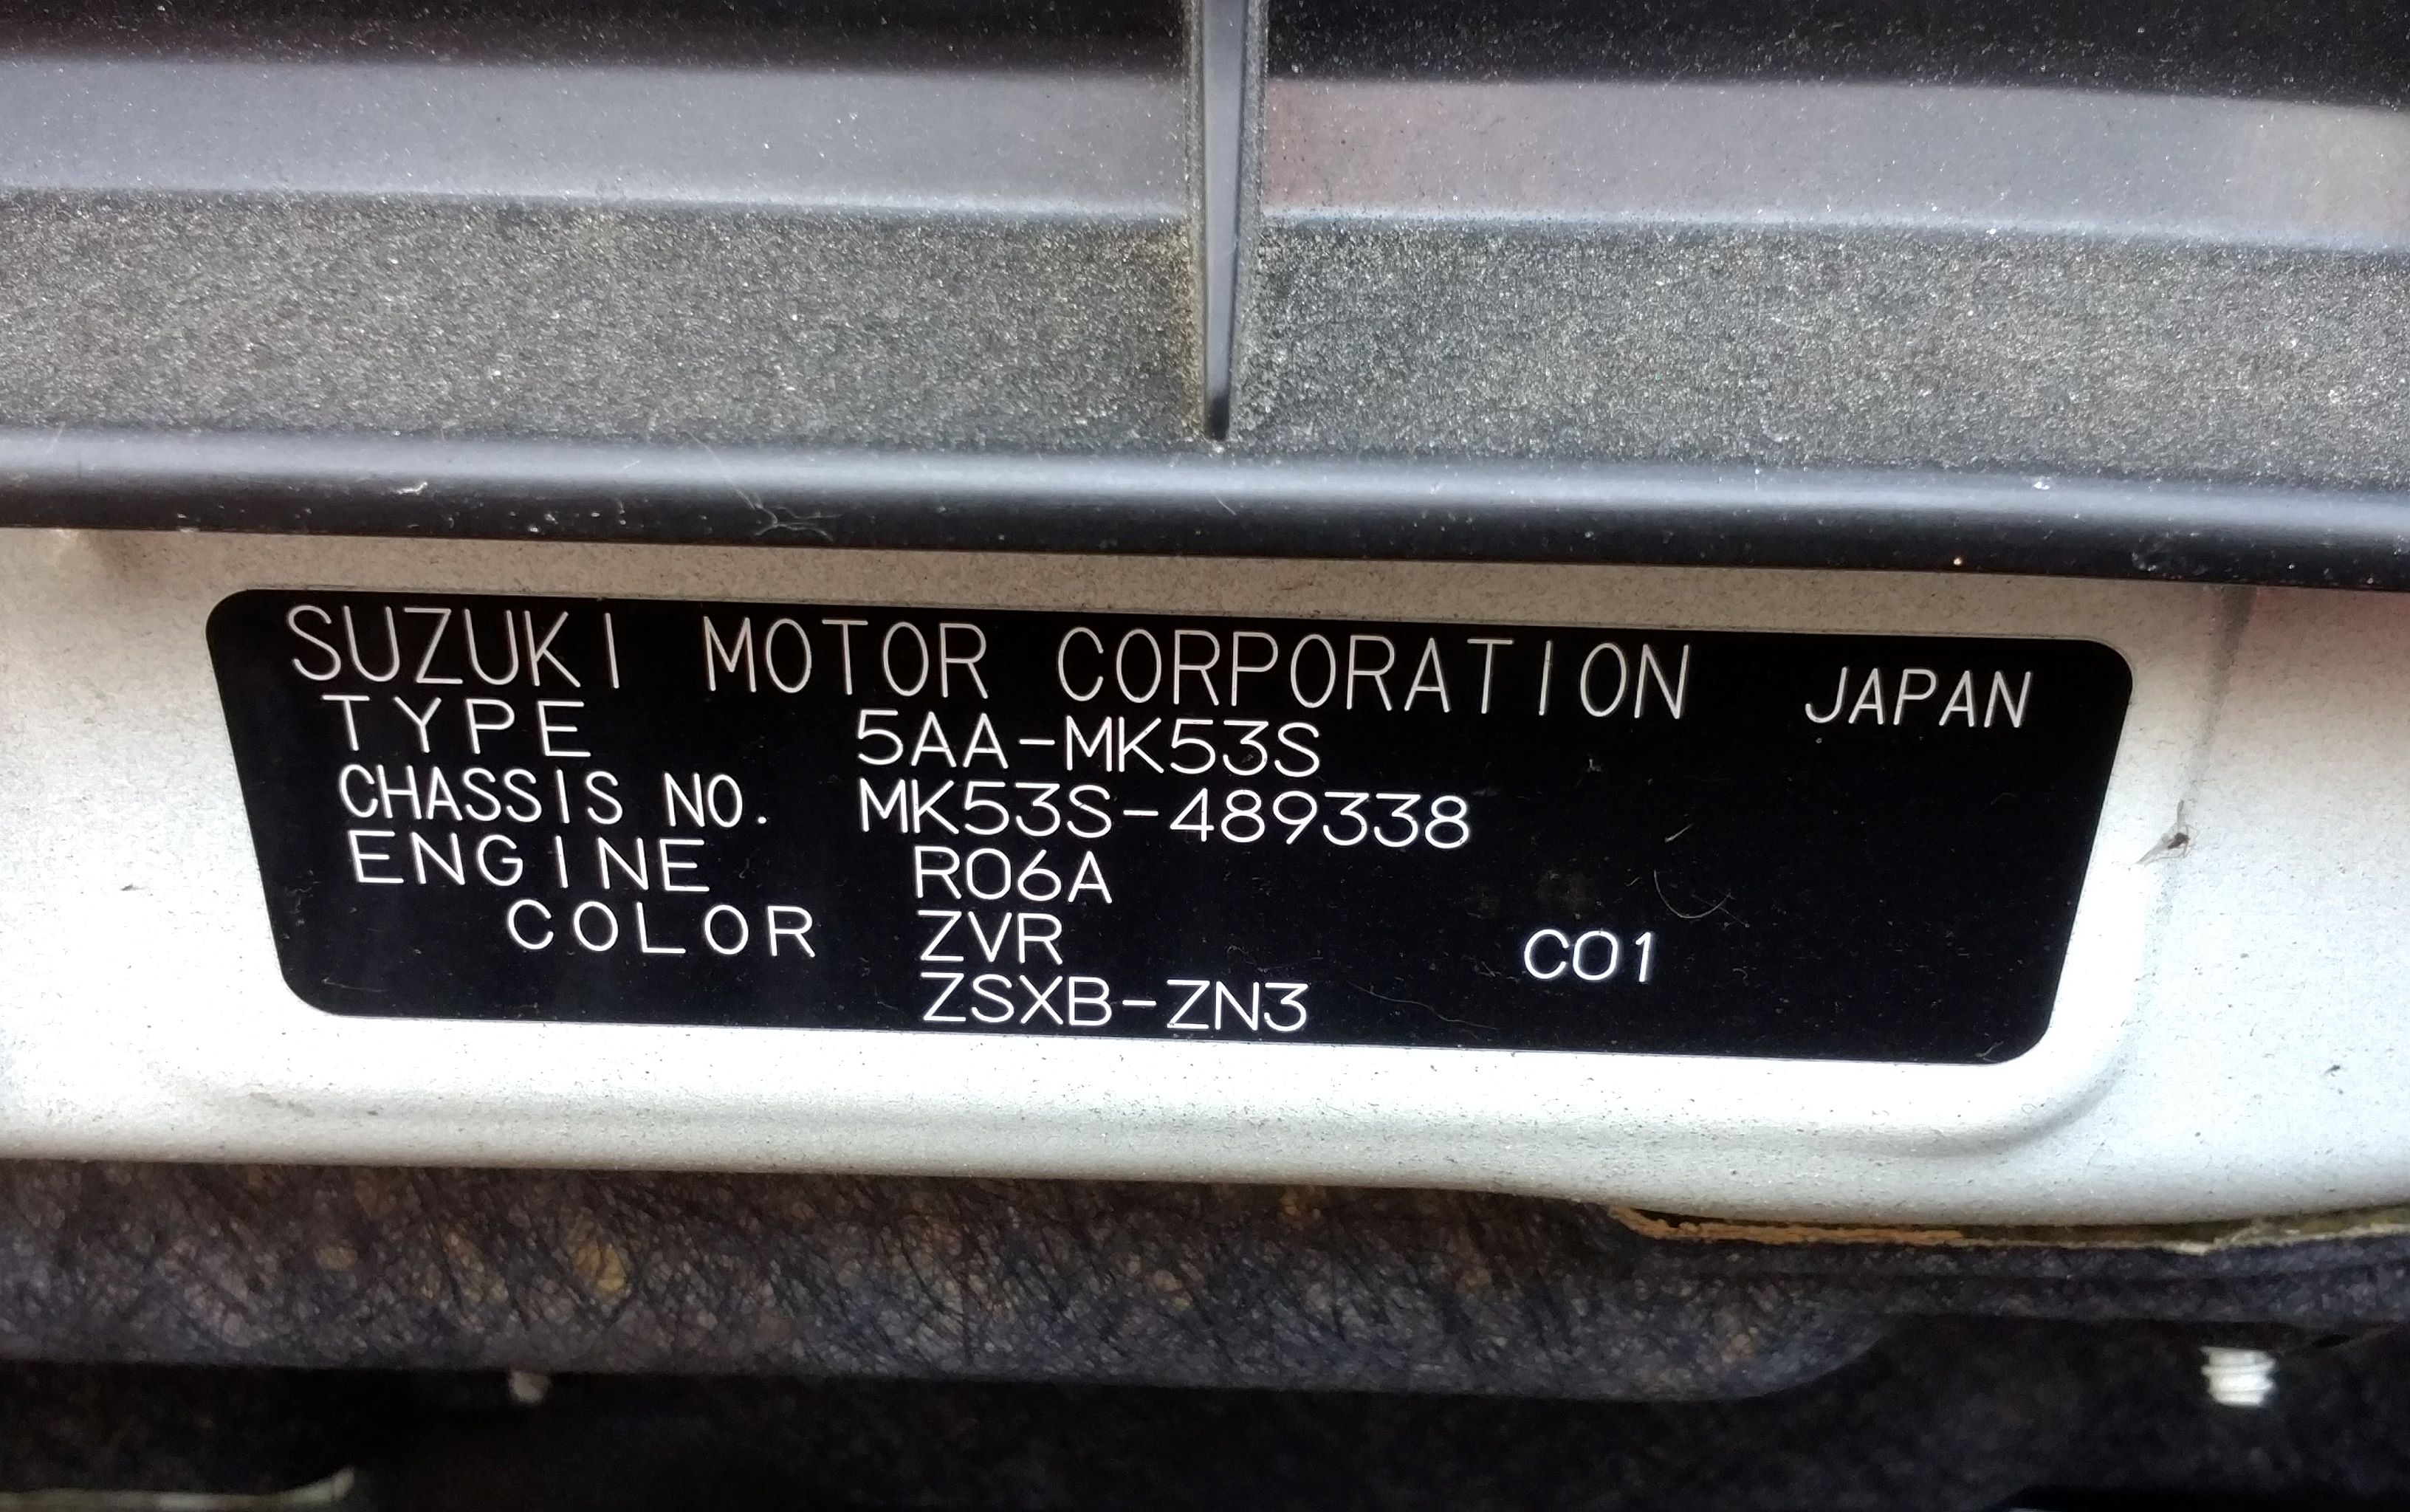 SUZUKI MOTOR CORPORATION JAPAN
TYPE 5AA-MK53S
CHASSIS NO. MK53S-489338
ENGINE R06A
COLOR ZVR C01
ZSXB-ZN3